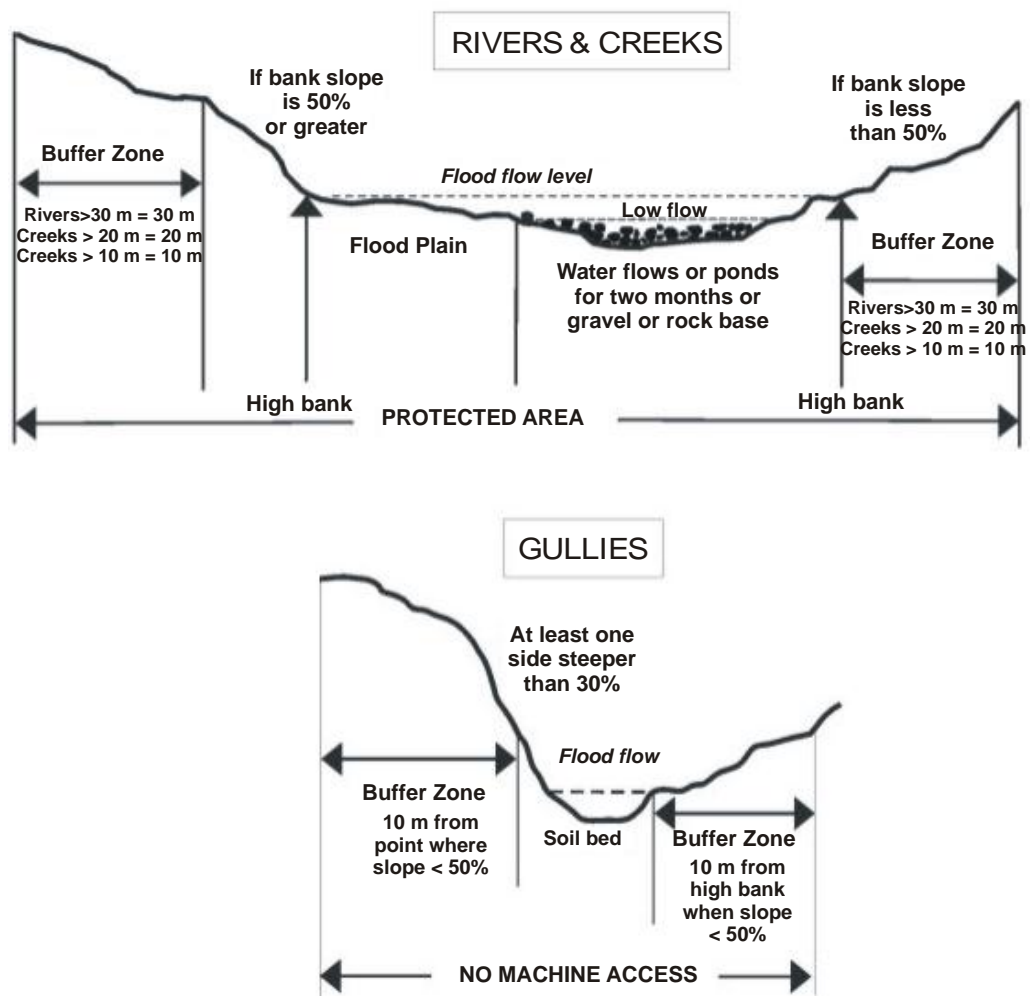 RIVERS & CREEKS
If bank slope
is 50%
or greater
If bank slope
is less
than 50%
Buffer Zone
Rivers>30 m = 30 m
Creeks > 20 m = 20 m
Creeks > 10 m = 10 m
Flood flow level
Low flow
Flood Plain
Water flows or ponds
for two months or
gravel or rock base
Buffer Zone
Rivers>30 m = 30 m
Creeks > 20 m = 20 m
Creeks > 10 m = 10 m
High bank
High bank
PROTECTED AREA
GULLIES
At least one
side steeper
than 30%
Flood flow
Buffer Zone
10 m from
point where
slope < 50%
Soil bed
Buffer Zone
10 m from
high bank
when slope
< 50%
NO MACHINE ACCESS